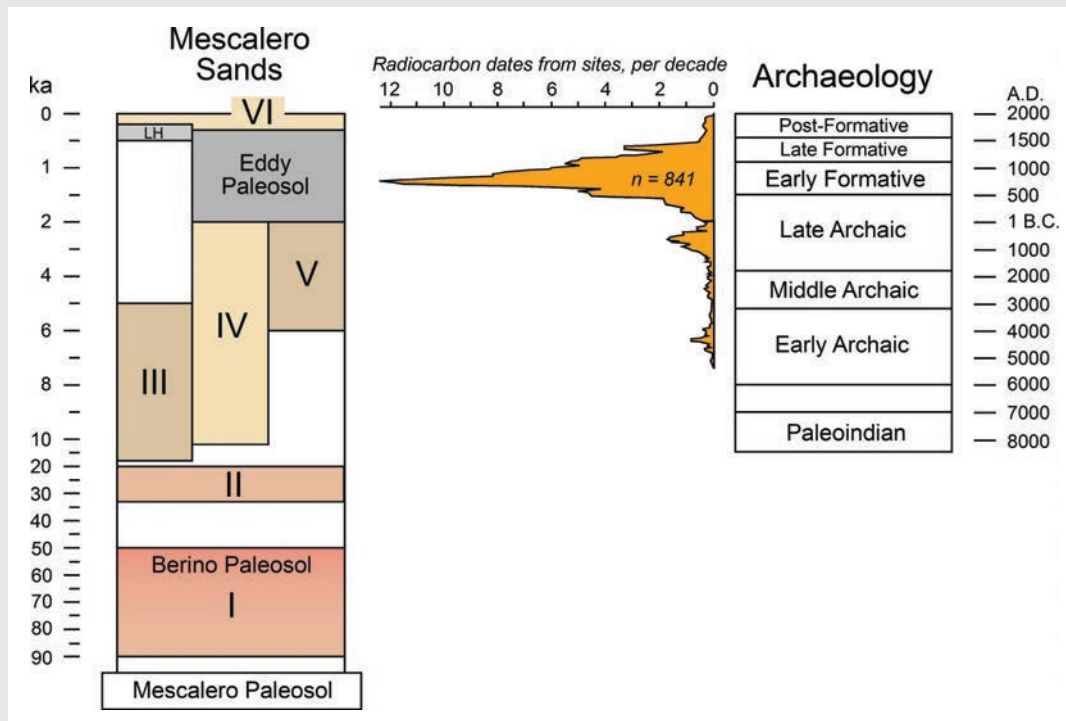 Mescalero
Sands
ka
0
1
2
4
6
8
10
20
30
40
50
60
70
80
90
VI
LH
Eddy
Paleosol
V
IV
III
II
Berino Paleosol
I
Mescalero Paleosol
Radiocarbon dates from sites, per decade
12 10 8 6 4 2 0
n = 841
Archaeology
Post-Formative
Late Formative
Early Formative
Late Archaic
Middle Archaic
Early Archaic
Paleoindian
A.D.
2000
1500
1000
500
1 B.C.
1000
2000
3000
4000
5000
6000
7000
8000